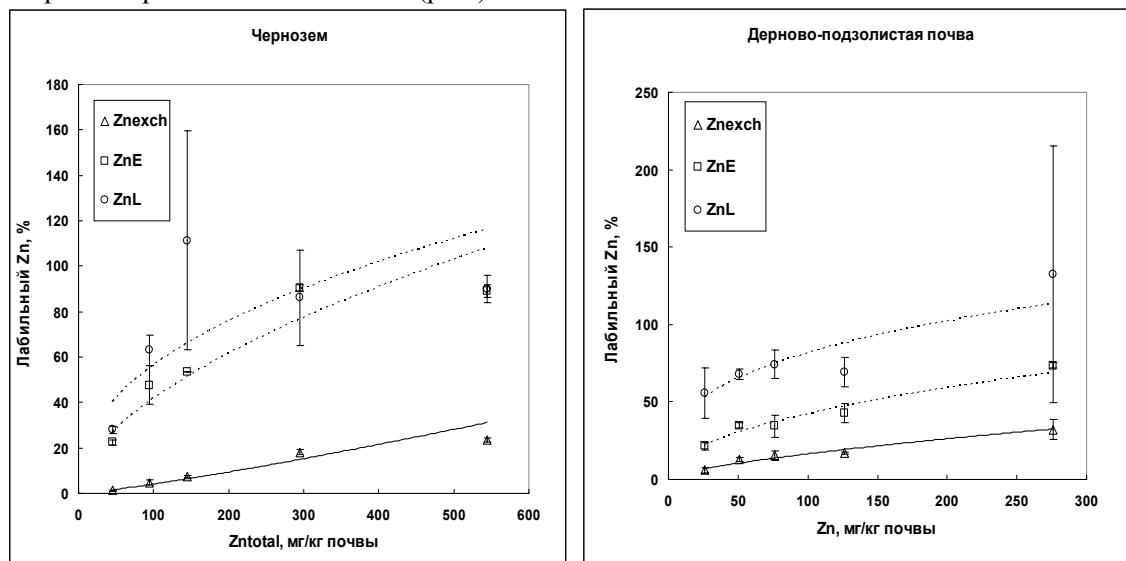 Чернозем
180
160
140
120
100
80
60
40
20
0
Лабильный Zn, %
Znexch
ZnE
ZnL
0 100 200 300 400 500 600
Zntotal, мг/кг почвы
Дерново-подзолистая почва
250
200
150
100
50
0
Лабильный Zn, %
Znexch
ZnE
ZnL
0 50 100 150 200 250 300
Zn, мг/кг почвы